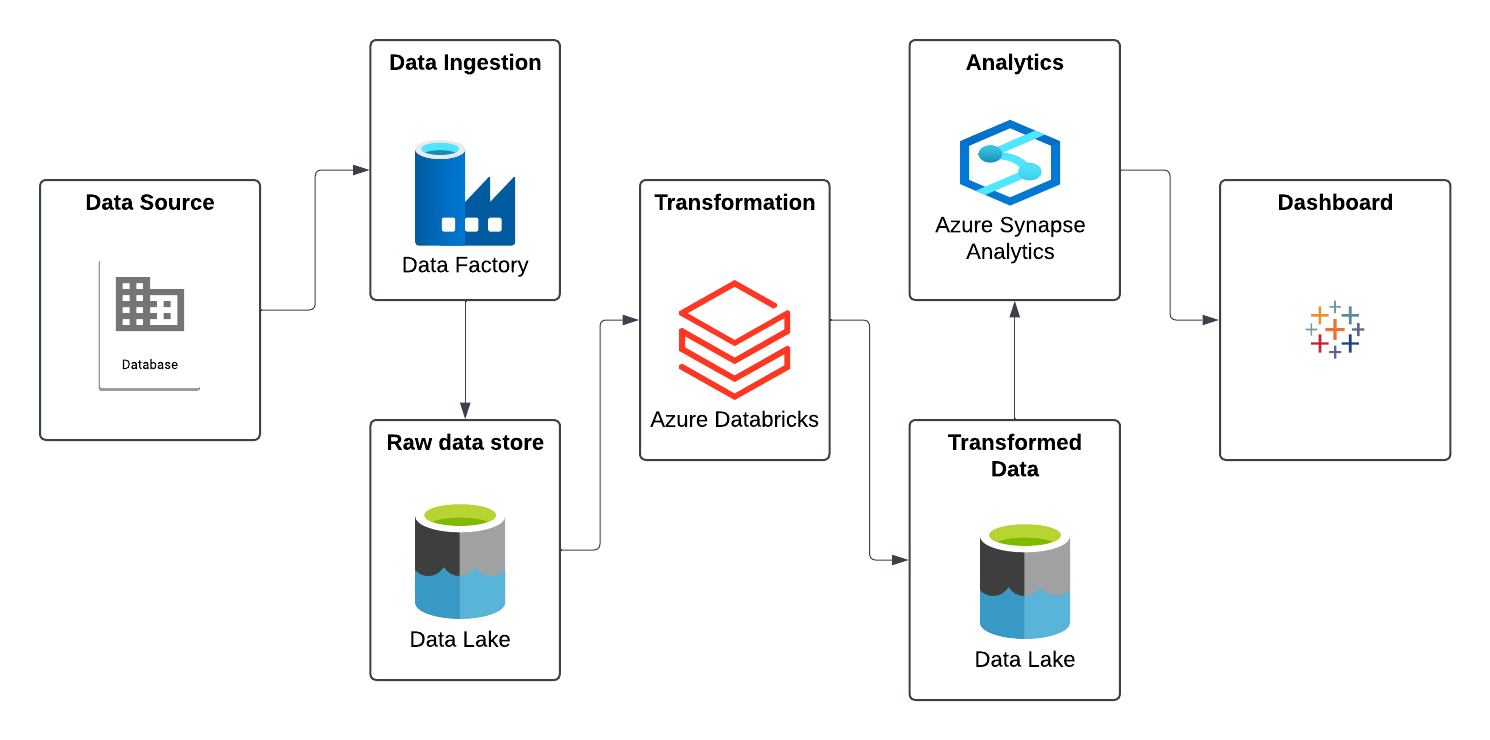 Data Source
Database
Data Ingestion
Data Factory
Raw data store
Data Lake
Transformation
Azure Databricks
Transformed
Data
Data Lake
Analytics
Azure Synapse
Analytics
Dashboard